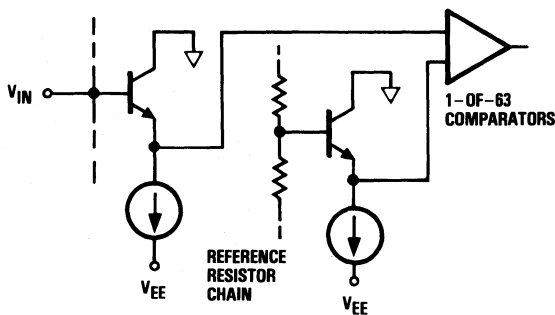 V_IN
1-OF-63
COMPARATORS
REFERENCE
RESISTOR
CHAIN
V_EE
V_EE